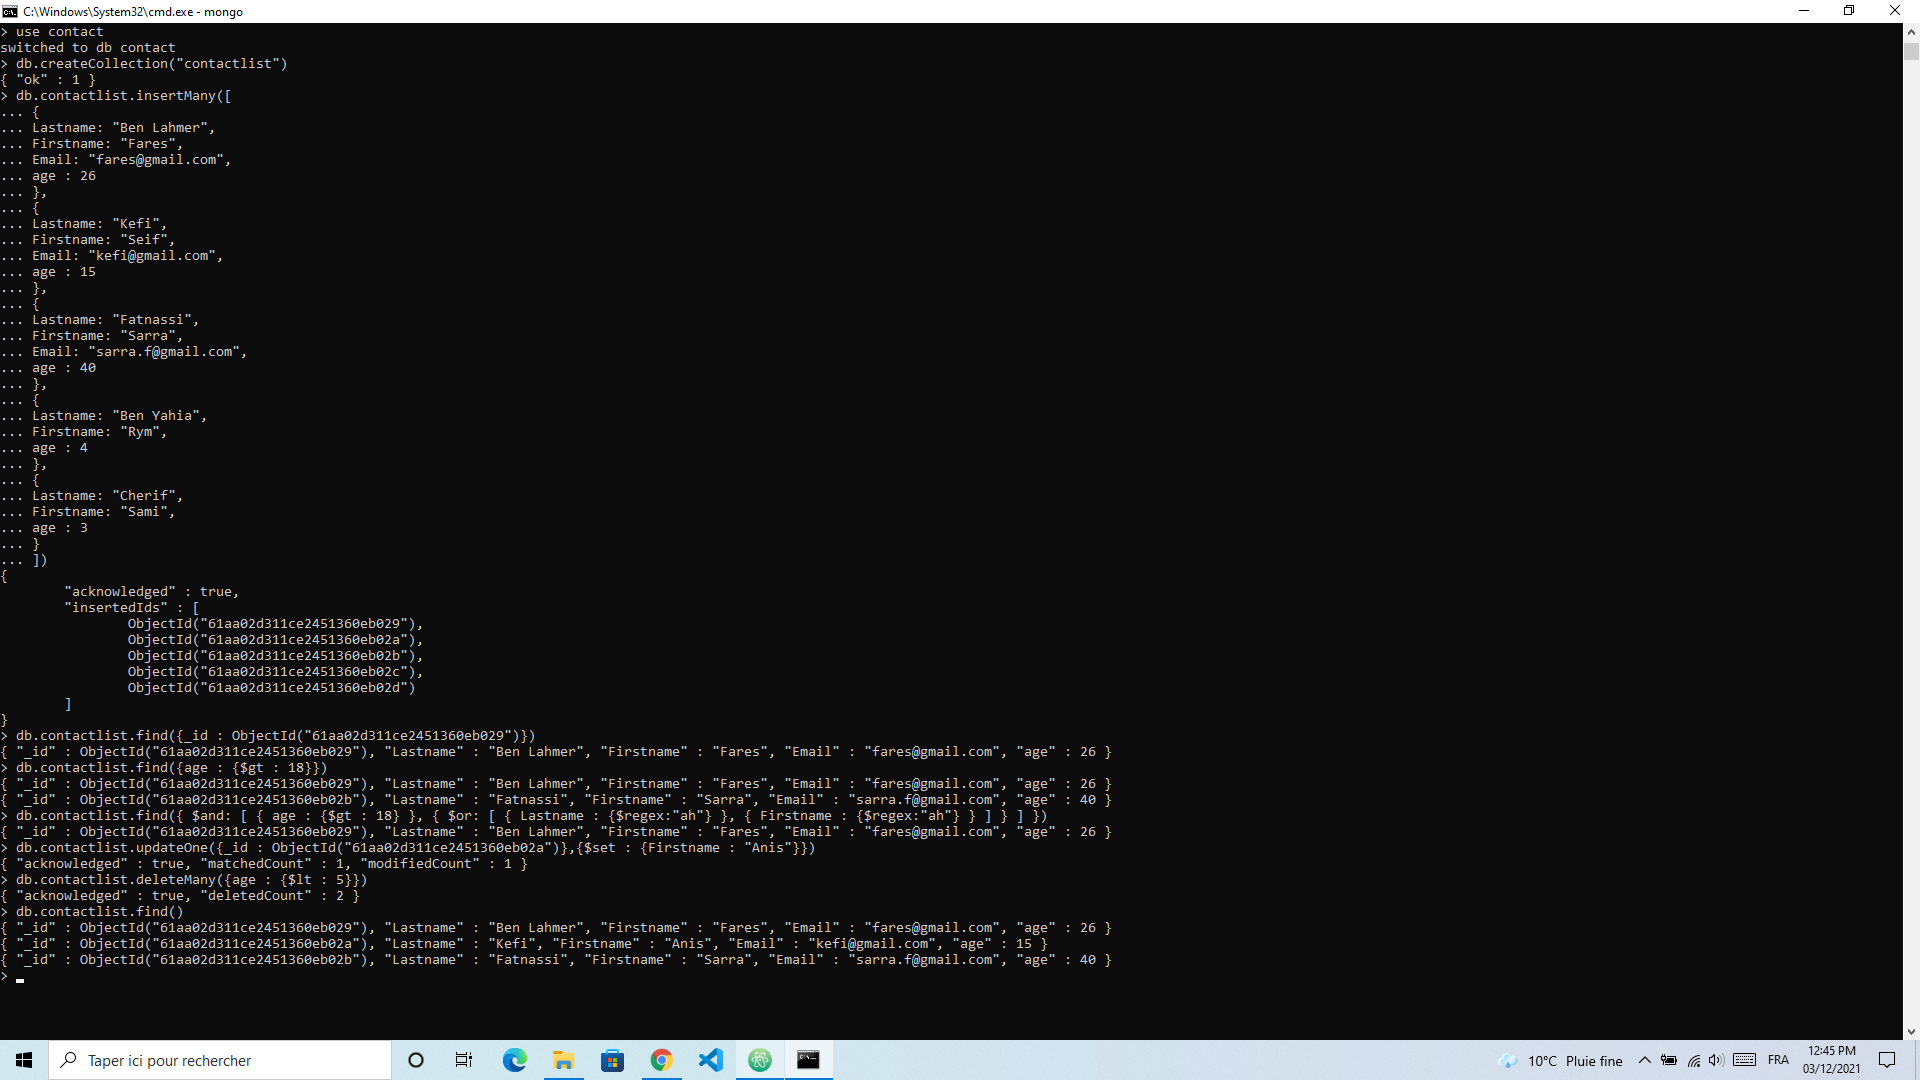 C:\Windows\System32\cmd.exe - mongo
> use contact
switched to db contact
> db.createCollection("contactlist")
{ "ok" : 1 }
> db.contactlist.insertMany([
... {
... Lastname: "Ben Lahmer",
... Firstname: "Fares",
... Email: "fares@gmail.com",
... age : 26
... },
... {
... Lastname: "Kefi",
... Firstname: "Seif",
... Email: "kefi@gmail.com",
... age : 15
... },
... {
... Lastname: "Fatnassi",
... Firstname: "Sarra",
... Email: "sarra.f@gmail.com",
... age : 40
... },
... {
... Lastname: "Ben Yahia",
... Firstname: "Rym",
... age : 4
... },
... {
... Lastname: "Cherif",
... Firstname: "Sami",
... age : 3
... }
... ])
{
"acknowledged" : true,
"insertedIds" : [
ObjectId("61aa02d311ce2451360eb029"),
ObjectId("61aa02d311ce2451360eb02a"),
ObjectId("61aa02d311ce2451360eb02b"),
ObjectId("61aa02d311ce2451360eb02c"),
ObjectId("61aa02d311ce2451360eb02d")
]
}
> db.contactlist.find({_id : ObjectId("61aa02d311ce2451360eb029")})
{ "_id" : ObjectId("61aa02d311ce2451360eb029"), "Lastname" : "Ben Lahmer", "Firstname" : "Fares", "Email" : "fares@gmail.com", "age" : 26 }
> db.contactlist.find({age : {$gt : 18}})
{ "_id" : ObjectId("61aa02d311ce2451360eb029"), "Lastname" : "Ben Lahmer", "Firstname" : "Fares", "Email" : "fares@gmail.com", "age" : 26 }
{ "_id" : ObjectId("61aa02d311ce2451360eb02b"), "Lastname" : "Fatnassi", "Firstname" : "Sarra", "Email" : "sarra.f@gmail.com", "age" : 40 }
> db.contactlist.find({ $and: [ { age : {$gt : 18} }, { $or: [ { Lastname : {$regex:"ah"} }, { Firstname : {$regex:"ah"} } ] } ] })
{ "_id" : ObjectId("61aa02d311ce2451360eb029"), "Lastname" : "Ben Lahmer", "Firstname" : "Fares", "Email" : "fares@gmail.com", "age" : 26 }
> db.contactlist.updateOne({_id : ObjectId("61aa02d311ce2451360eb02a")},{$set : {Firstname : "Anis"}})
{ "acknowledged" : true, "matchedCount" : 1, "modifiedCount" : 1 }
> db.contactlist.deleteMany({age : {$lt : 5}})
{ "acknowledged" : true, "deletedCount" : 2 }
> db.contactlist.find()
{ "_id" : ObjectId("61aa02d311ce2451360eb029"), "Lastname" : "Ben Lahmer", "Firstname" : "Fares", "Email" : "fares@gmail.com", "age" : 26 }
{ "_id" : ObjectId("61aa02d311ce2451360eb02a"), "Lastname" : "Kefi", "Firstname" : "Anis", "Email" : "kefi@gmail.com", "age" : 15 }
{ "_id" : ObjectId("61aa02d311ce2451360eb02b"), "Lastname" : "Fatnassi", "Firstname" : "Sarra", "Email" : "sarra.f@gmail.com", "age" : 40 }
>
Taper ici pour rechercher
10°C Pluie fine
FRA
12:45 PM
03/12/2021